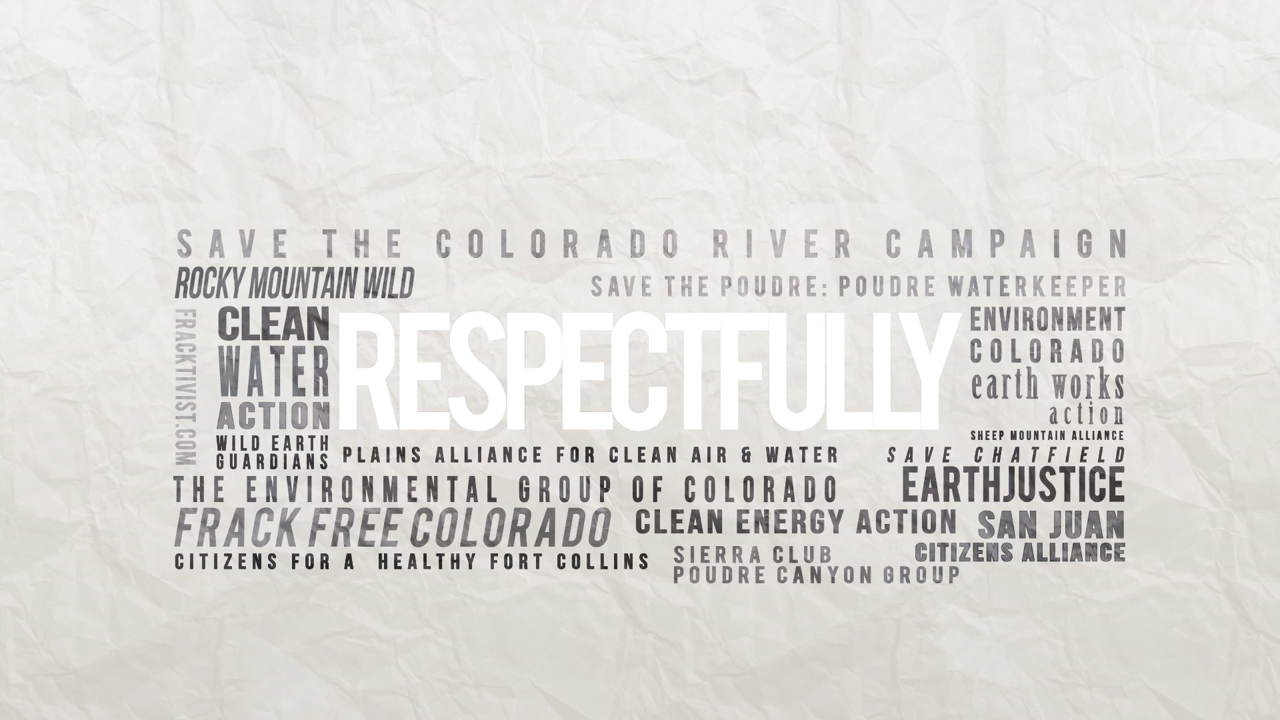 SAVE THE COLORADO RIVER CAMPAIGN
ROCKY MOUNTAIN WILD
SAVE THE POUDRE: POUDRE WATERKEEPER
FRACKTIVIST.COM
CLEAN
WATER
ACTION
WILD EARTH
GUARDIANS
RESPECTFULLY
ENVIRONMENT
COLORADO
earth works
action
SHEEP MOUNTAIN ALLIANCE
PLAINS ALLIANCE FOR CLEAN AIR & WATER
SAVE CHATFIELD
THE ENVIRONMENTAL GROUP OF COLORADO
EARTHJUSTICE
FRACK FREE COLORADO
CLEAN ENERGY ACTION
SAN JUAN
CITIZENS ALLIANCE
CITIZENS FOR A HEALTHY FORT COLLINS
SIERRA CLUB
POUDRE CANYON GROUP